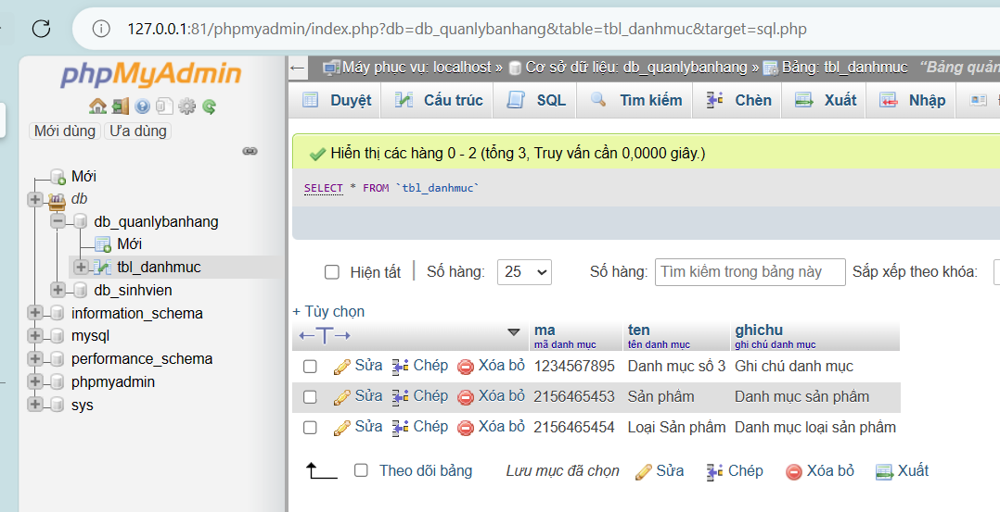 127.0.0.1:81/phpmyadmin/index.php?db=db_quanlybanhang&table=tbl_danhmuc&target=sql.php
phpMyAdmin
Mới dùng Ưa dùng
Mới
db
db_quanlybanhang
Mới
tbl_danhmuc
db_sinhvien
information_schema
mysql
performance_schema
phpmyadmin
sys
Máy phục vụ: localhost » Cơ sở dữ liệu: db_quanlybanhang » Bảng: tbl_danhmuc “Bảng quản
Duyệt Cấu trúc SQL Tìm kiếm Chèn Xuất Nhập
Hiển thị các hàng 0 - 2 (tổng 3, Truy vấn cần 0,0000 giây.)
SELECT * FROM `tbl_danhmuc`
Hiện tất Số hàng: 25 Số hàng: Tìm kiếm trong bảng này Sắp xếp theo khóa:
+ Tùy chọn
ma ten ghichu
mã danh mục tên danh mục ghi chú danh mục
Sửa Chép Xóa bỏ 1234567895 Danh mục số 3 Ghi chú danh mục
Sửa Chép Xóa bỏ 2156465453 Sản phẩm Danh mục sản phẩm
Sửa Chép Xóa bỏ 2156465454 Loại Sản phẩm Danh mục loại sản phẩm
Theo dõi bảng Lưu mục đã chọn Sửa Chép Xóa bỏ Xuất